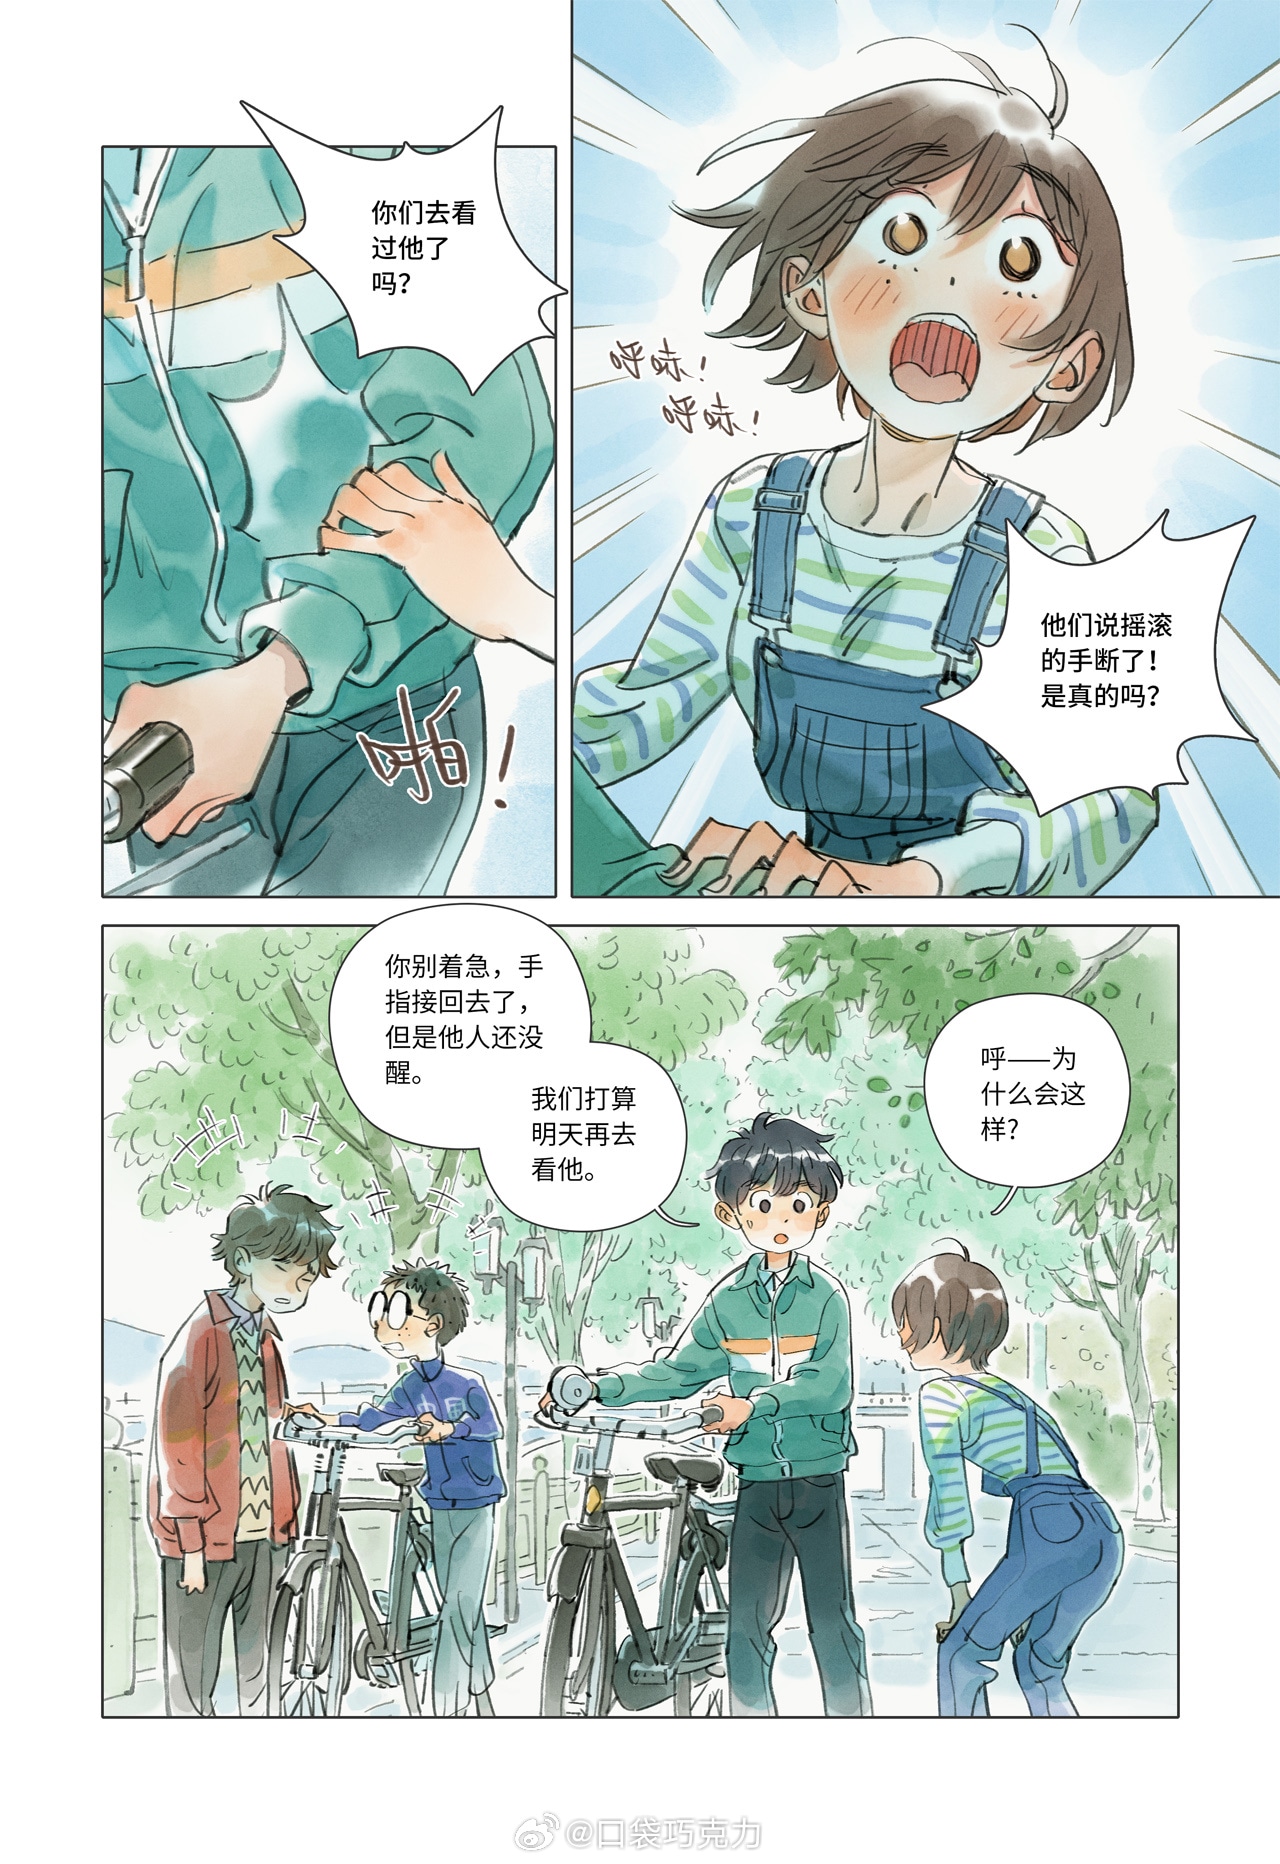 你们去看
过他了
吗？
啪！
呼哧！
呼哧！
他们说摇滚
的手断了！
是真的吗？
你别着急，手
指接回去了，
但是他人还没
醒。
我们打算
明天再去
看他。
呼——为
什么会这
样？
中国
@口袋巧克力